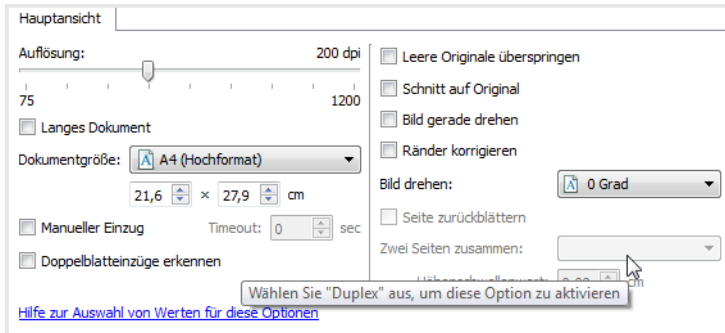 Hauptansicht
Auflösung: 200 dpi
75 1200
Langes Dokument
Dokumentgröße: A4 (Hochformat)
21,6 × 27,9 cm
Manueller Einzug Timeout: 0 sec
Doppelblatteinzüge erkennen
Hilfe zur Auswahl von Werten für diese Optionen
Leere Originale überspringen
Schnitt auf Original
Bild gerade drehen
Ränder korrigieren
Bild drehen: 0 Grad
Seite zurückblättern
Zwei Seiten zusammen:
cm
Wählen Sie "Duplex" aus, um diese Option zu aktivieren